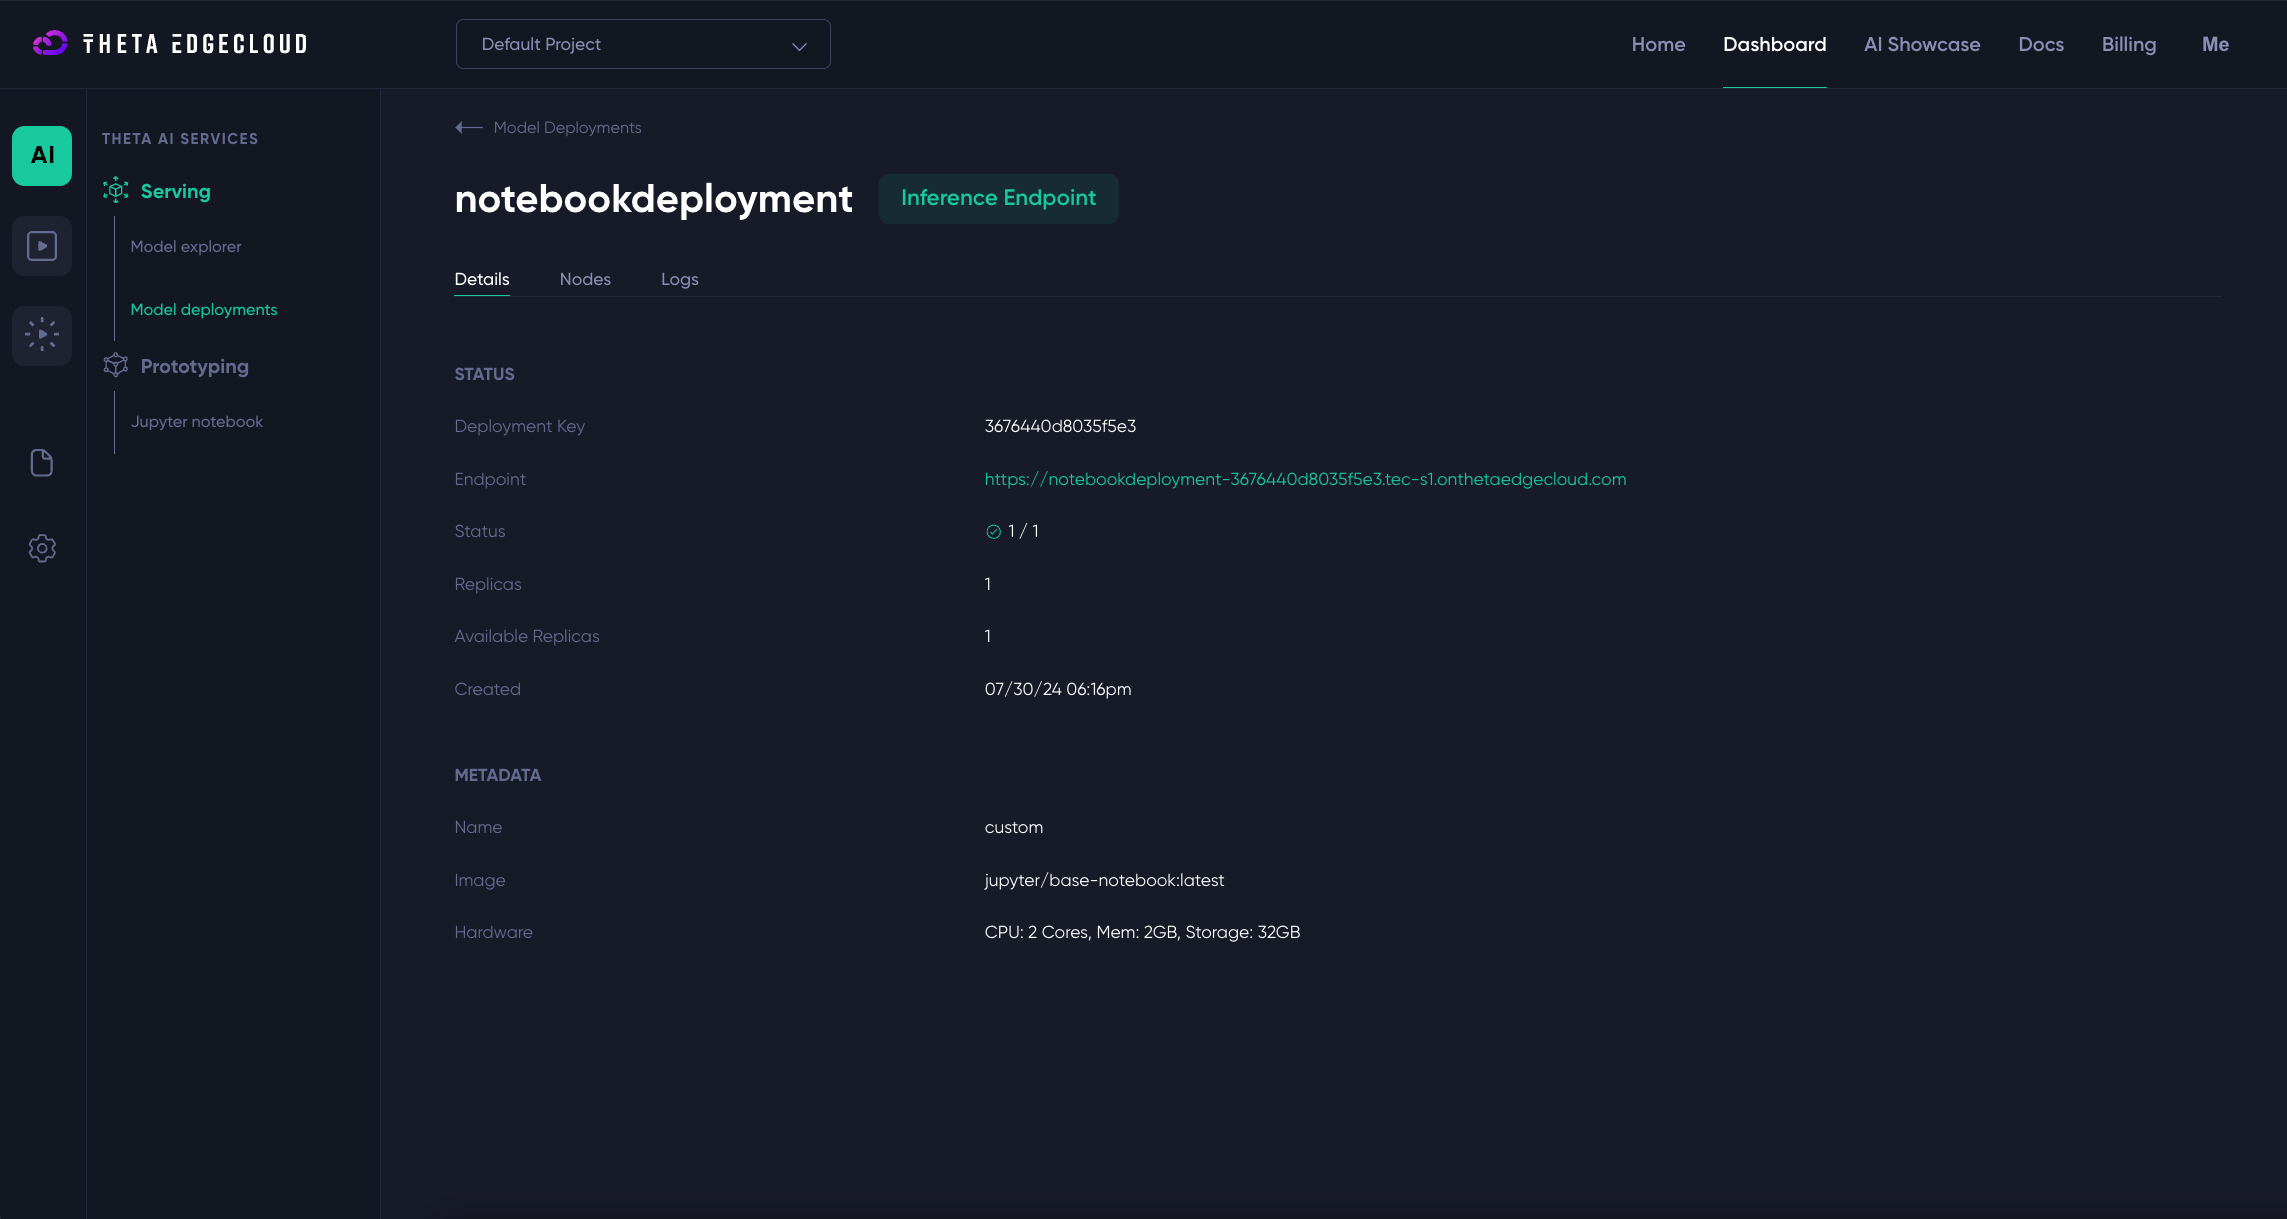 THETA EDGECLOUD
Default Project
Home
Dashboard
AI Showcase
Docs
Billing
Me
AI
THETA AI SERVICES
Serving
Model explorer
Model deployments
Prototyping
Jupyter notebook
Model Deployments
notebookdeployment
Inference Endpoint
Details
Nodes
Logs
STATUS
Deployment Key
3676440d8035f5e3
Endpoint
https://notebookdeployment-3676440d8035f5e3.tec-s1.onthetaedgecloud.com
Status
1 / 1
Replicas
1
Available Replicas
1
Created
07/30/24 06:16pm
METADATA
Name
custom
Image
jupyter/base-notebook:latest
Hardware
CPU: 2 Cores, Mem: 2GB, Storage: 32GB